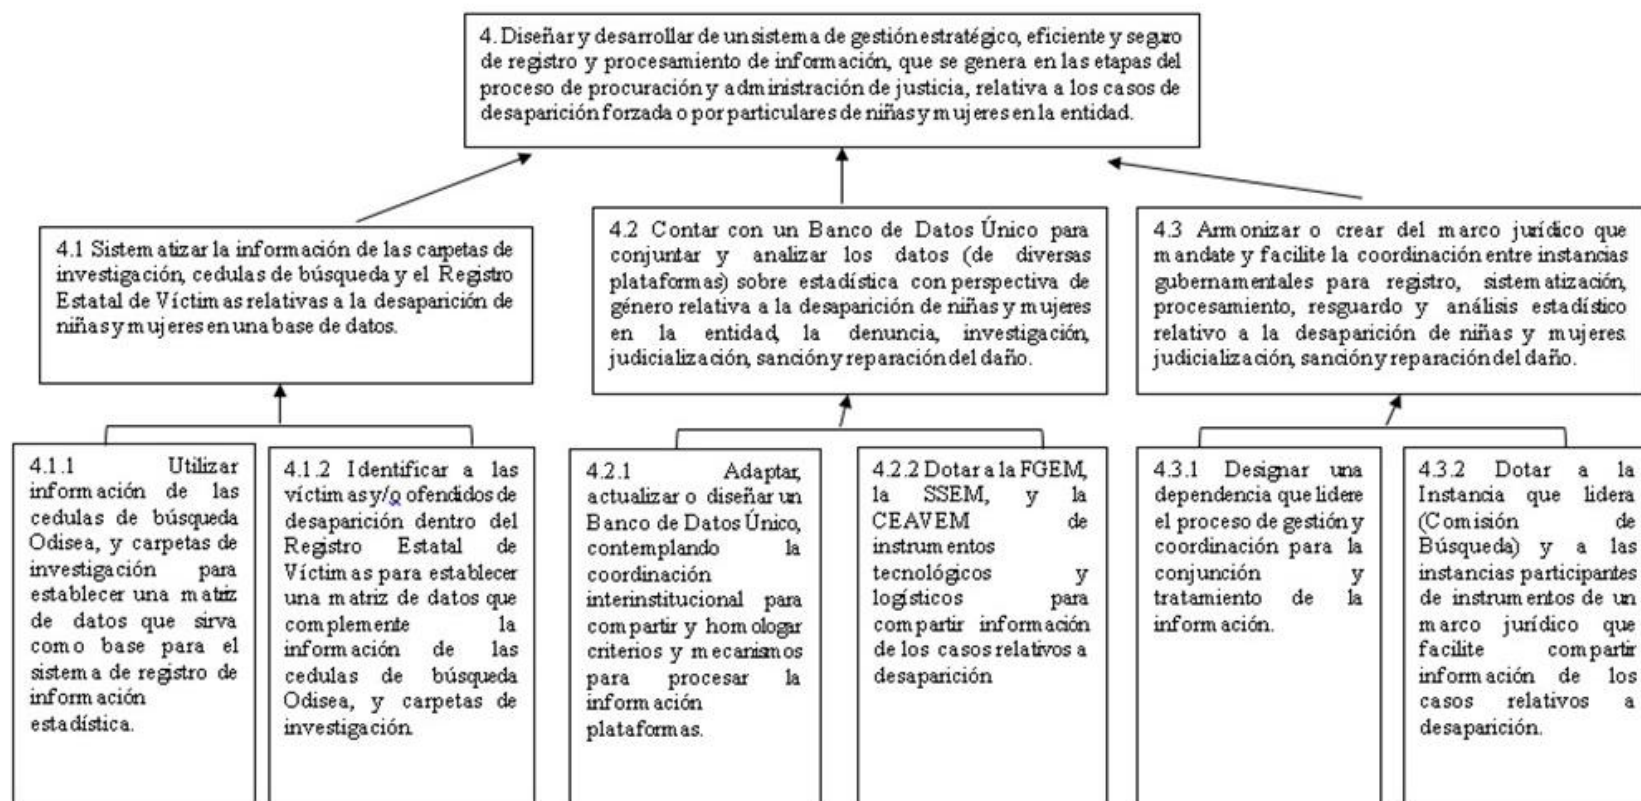 4. Diseñar y desarrollar de un sistema de gestión estratégico, eficiente y seguro
de registro y procesamiento de información, que se genera en las etapas del
proceso de procuración y administración de justicia, relativa a los casos de
desaparición forzada o por particulares de niñas y mujeres en la entidad.
4.1 Sistematizar la información de las carpetas de
investigación, cedulas de búsqueda y el Registro
Estatal de Víctimas relativas a la desaparición de
niñas y mujeres en una base de datos.
4.2 Contar con un Banco de Datos Único para
conjuntar y analizar los datos (de diversas
plataformas) sobre estadística con perspectiva de
género relativa a la desaparición de niñas y mujeres
en la entidad, la denuncia, investigación,
judicialización, sanción y reparación del daño.
4.3 Armonizar o crear del marco jurídico que
mandate y facilite la coordinación entre instancias
gubernamentales para registro, sistematización,
procesamiento, resguardo y análisis estadístico
relativo a la desaparición de niñas y mujeres.
judicialización, sanción y reparación del daño.
4.1.1 Utilizar
información de las
cedulas de búsqueda
Odisea, y carpetas de
investigación para
establecer una matriz
de datos que sirva
como base para el
sistema de registro de
información
estadística.
4.1.2 Identificar a las
víctimas y/o ofendidos de
desaparición dentro del
Registro Estatal de
Víctimas para establecer
una matriz de datos que
complemente la
información de las
cedulas de búsqueda
Odisea, y carpetas de
investigación.
4.2.1 Adaptar,
actualizar o diseñar un
Banco de Datos Único,
contemplando la
coordinación
interinstitucional para
compartir y homologar
criterios y mecanismos
para procesar la
información
plataformas.
4.2.2 Dotar a la FGEM,
la SSEM, y la
CEAVEM de
instrumentos
tecnológicos y
logísticos para
compartir información
de los casos relativos a
desaparición
4.3.1 Designar una
dependencia que lidere
el proceso de gestión y
coordinación para la
conjunción y
tratamiento de la
información.
4.3.2 Dotar a la
Instancia que lidera
(Comisión de
Búsqueda) y a las
instancias participantes
de instrumentos de un
marco jurídico que
facilite compartir
información de los
casos relativos a
desaparición.